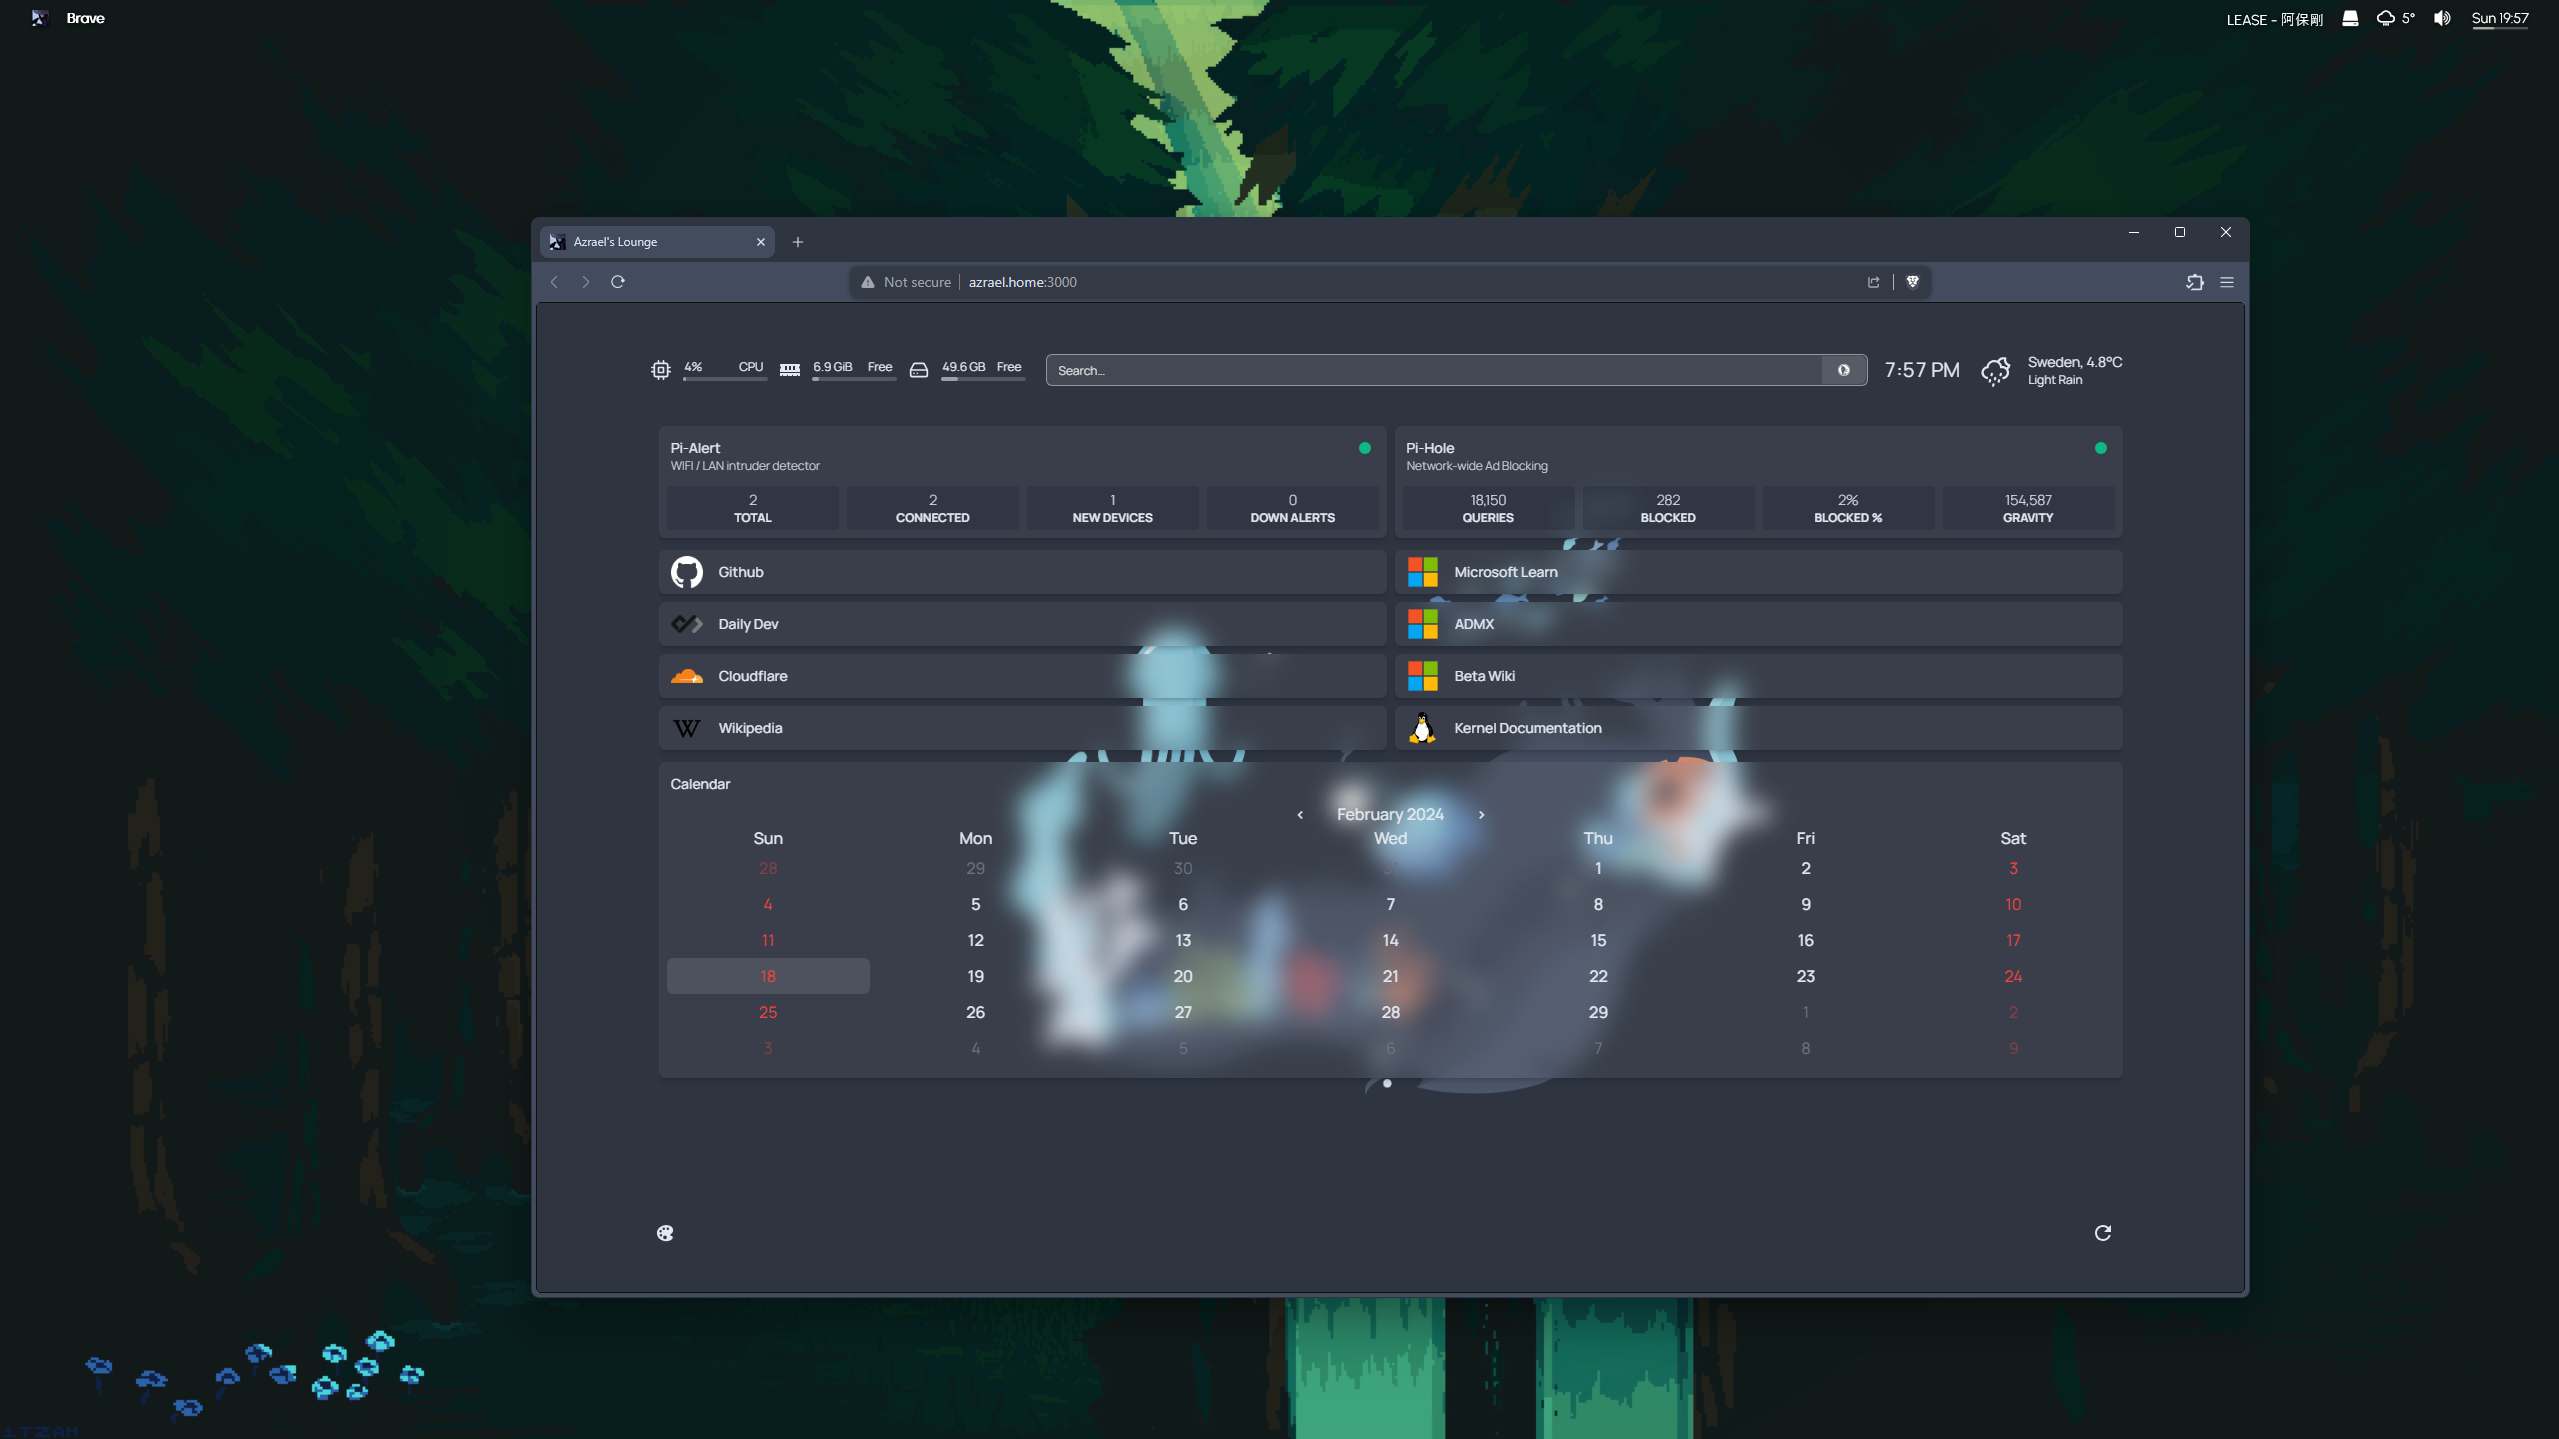 Brave
LEASE - 阿保剛
5°
Sun 19:57
Azrael's Lounge
Not secure
azrael.home:3000
4% CPU
6.9 GiB Free
49.6 GB Free
Search...
7:57 PM
Sweden, 4.8°C
Light Rain
Pi-Alert
WIFI / LAN intruder detector
2 2 1 0
TOTAL CONNECTED NEW DEVICES DOWN ALERTS
Pi-Hole
Network-wide Ad Blocking
18,150 282 2% 154,587
QUERIES BLOCKED BLOCKED % GRAVITY
Github
Daily Dev
Cloudflare
Wikipedia
Microsoft Learn
ADMX
Beta Wiki
Kernel Documentation
Calendar
February 2024
Sun Mon Tue Wed Thu Fri Sat
28 29 30 31 1 2 3
4 5 6 7 8 9 10
11 12 13 14 15 16 17
18 19 20 21 22 23 24
25 26 27 28 29 1 2
3 4 5 6 7 8 9
1TZAH